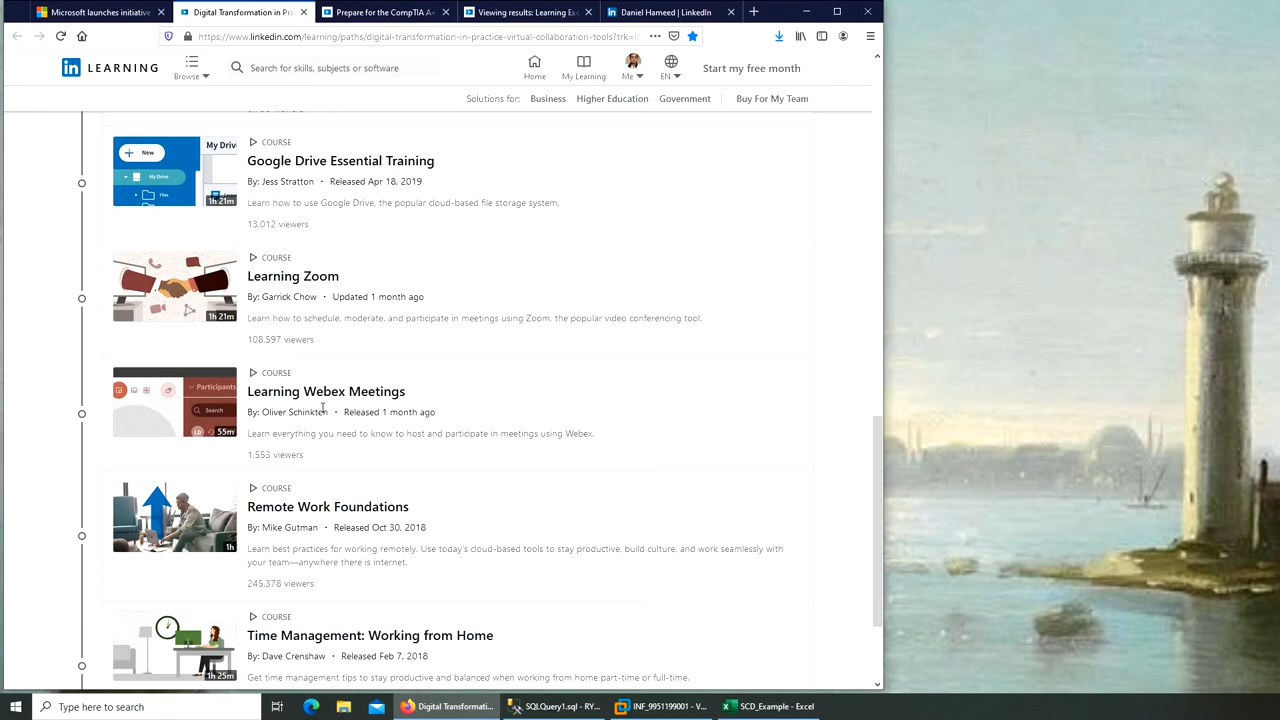 Microsoft launches initiative
Digital Transformation in Pra
Prepare for the CompTIA A+
Viewing results: Learning Exc
Daniel Hameed | LinkedIn
https://www.linkedin.com/learning/paths/digital-transformation-in-practice-virtual-collaboration-tools?trk=
in LEARNING
Browse
Search for skills, subjects or software
Home
My Learning
Me
EN
Start my free month
Solutions for: Business Higher Education Government Buy For My Team
New
My Drive
My Drive
Files
1h 21m
COURSE
Google Drive Essential Training
By: Jess Stratton • Released Apr 18, 2019
Learn how to use Google Drive, the popular cloud-based file storage system.
13,012 viewers
1h 21m
COURSE
Learning Zoom
By: Garrick Chow • Updated 1 month ago
Learn how to schedule, moderate, and participate in meetings using Zoom, the popular video conferencing tool.
108,597 viewers
Participants
Search
LD
55m
COURSE
Learning Webex Meetings
By: Oliver Schinkten • Released 1 month ago
Learn everything you need to know to host and participate in meetings using Webex.
1,553 viewers
1h
COURSE
Remote Work Foundations
By: Mike Gutman • Released Oct 30, 2018
Learn best practices for working remotely. Use today's cloud-based tools to stay productive, build culture, and work seamlessly with
your team—anywhere there is internet.
245,378 viewers
1h 25m
COURSE
Time Management: Working from Home
By: Dave Crenshaw • Released Feb 7, 2018
Get time management tips to stay productive and balanced when working from home part-time or full-time.
Type here to search
Digital Transformati...
SQLQuery1.sql - RY...
INF_9951199001 - V...
SCD_Example - Excel